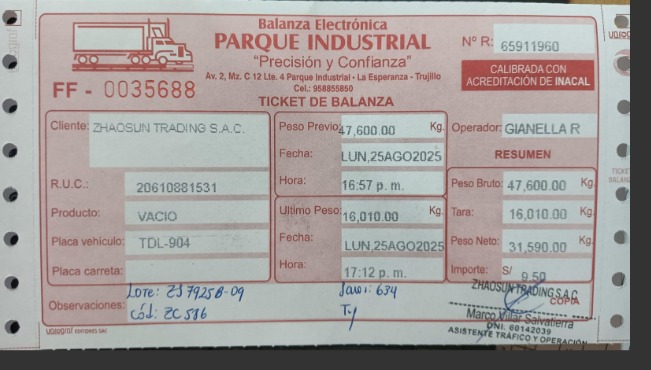 Balanza Electrónica
PARQUE INDUSTRIAL
"Precisión y Confianza"
Av. 2, Mz. C 12 Lte. 4 Parque Industrial - La Esperanza - Trujillo
Cel.: 958855850
TICKET DE BALANZA
FF - 0035688
Nº R: 65911960
CALIBRADA CON
ACREDITACIÓN DE INACAL
Cliente: ZHAOSUN TRADING S.A.C.
R.U.C.: 20610881531
Producto: VACIO
Placa vehículo: TDL-904
Placa carreta:
Peso Previo: 47,600.00 Kg.
Fecha: LUN,25AGO2025
Hora: 16:57 p. m.
Ultimo Peso: 16,010.00 Kg.
Fecha: LUN,25AGO2025
Hora: 17:12 p. m.
Operador: GIANELLA R
RESUMEN
Peso Bruto: 47,600.00 Kg.
Tara: 16,010.00 Kg.
Peso Neto: 31,590.00 Kg.
Importe: S/ 9.50
Observaciones:
Lote: ZJ7925B-09
Cód: ZC586
634
COPIA
ZHAOSUN TRADING S.A.C.
Marco Villar Salvatierra
DNI: 60142039
ASISTENTE TRÁFICO Y OPERACIÓN